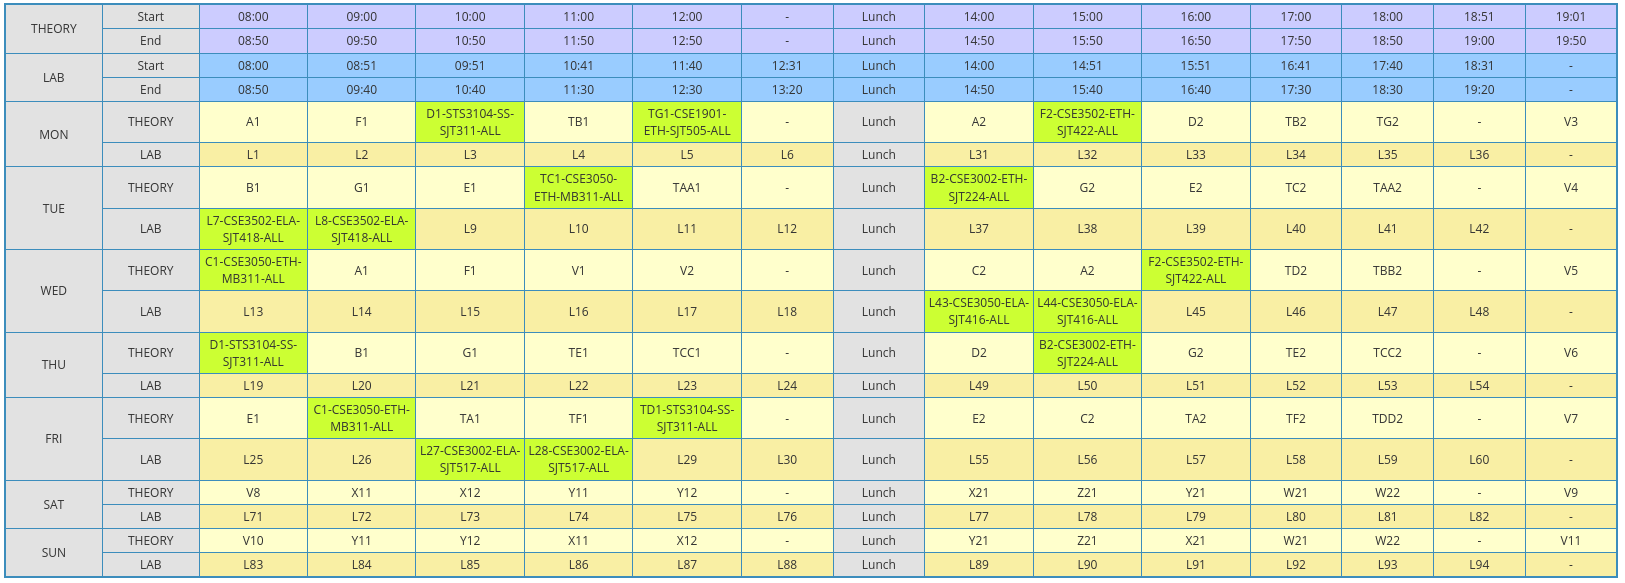 THEORY Start 08:00 09:00 10:00 11:00 12:00 - Lunch 14:00 15:00 16:00 17:00 18:00 18:51 19:01
End 08:50 09:50 10:50 11:50 12:50 - Lunch 14:50 15:50 16:50 17:50 18:50 19:00 19:50
LAB Start 08:00 08:51 09:51 10:41 11:40 12:31 Lunch 14:00 14:51 15:51 16:41 17:40 18:31 -
End 08:50 09:40 10:40 11:30 12:30 13:20 Lunch 14:50 15:40 16:40 17:30 18:30 19:20 -
MON THEORY A1 F1 D1-STS3104-SS-SJT311-ALL TB1 TG1-CSE1901-ETH-SJT505-ALL - Lunch A2 F2-CSE3502-ETH-SJT422-ALL D2 TB2 TG2 - V3
LAB L1 L2 L3 L4 L5 L6 Lunch L31 L32 L33 L34 L35 L36 -
TUE THEORY B1 G1 E1 TC1-CSE3050-ETH-MB311-ALL TAA1 - Lunch B2-CSE3002-ETH-SJT224-ALL G2 E2 TC2 TAA2 - V4
LAB L7-CSE3502-ELA-SJT418-ALL L8-CSE3502-ELA-SJT418-ALL L9 L10 L11 L12 Lunch L37 L38 L39 L40 L41 L42 -
WED THEORY C1-CSE3050-ETH-MB311-ALL A1 F1 V1 V2 - Lunch C2 A2 F2-CSE3502-ETH-SJT422-ALL TD2 TBB2 - V5
LAB L13 L14 L15 L16 L17 L18 Lunch L43-CSE3050-ELA-SJT416-ALL L44-CSE3050-ELA-SJT416-ALL L45 L46 L47 L48 -
THU THEORY D1-STS3104-SS-SJT311-ALL B1 G1 TE1 TCC1 - Lunch D2 B2-CSE3002-ETH-SJT224-ALL G2 TE2 TCC2 - V6
LAB L19 L20 L21 L22 L23 L24 Lunch L49 L50 L51 L52 L53 L54 -
FRI THEORY E1 C1-CSE3050-ETH-MB311-ALL TA1 TF1 TD1-STS3104-SS-SJT311-ALL - Lunch E2 C2 TA2 TF2 TDD2 - V7
LAB L25 L26 L27-CSE3002-ELA-SJT517-ALL L28-CSE3002-ELA-SJT517-ALL L29 L30 Lunch L55 L56 L57 L58 L59 L60 -
SAT THEORY V8 X11 X12 Y11 Y12 - Lunch X21 Z21 Y21 W21 W22 - V9
LAB L71 L72 L73 L74 L75 L76 Lunch L77 L78 L79 L80 L81 L82 -
SUN THEORY V10 Y11 Y12 X11 X12 - Lunch Y21 Z21 X21 W21 W22 - V11
LAB L83 L84 L85 L86 L87 L88 Lunch L89 L90 L91 L92 L93 L94 -